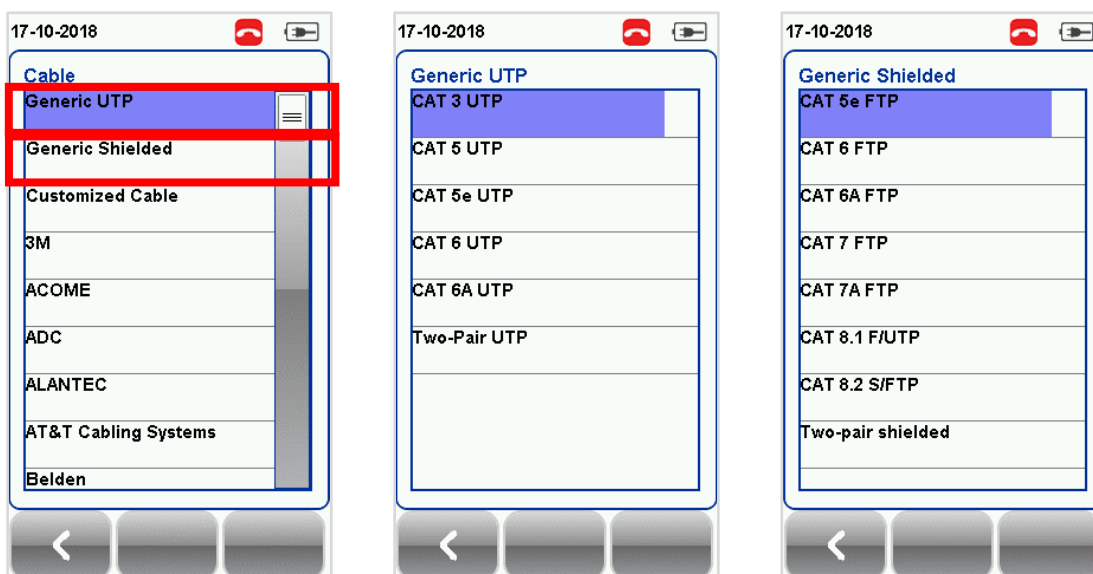 17-10-2018
Cable
Generic UTP
Generic Shielded
Customized Cable
3M
ACOME
ADC
ALANTEC
AT&T Cabling Systems
Belden
17-10-2018
Generic UTP
CAT 3 UTP
CAT 5 UTP
CAT 5e UTP
CAT 6 UTP
CAT 6A UTP
Two-Pair UTP
17-10-2018
Generic Shielded
CAT 5e FTP
CAT 6 FTP
CAT 6A FTP
CAT 7 FTP
CAT 7A FTP
CAT 8.1 F/UTP
CAT 8.2 S/FTP
Two-pair shielded